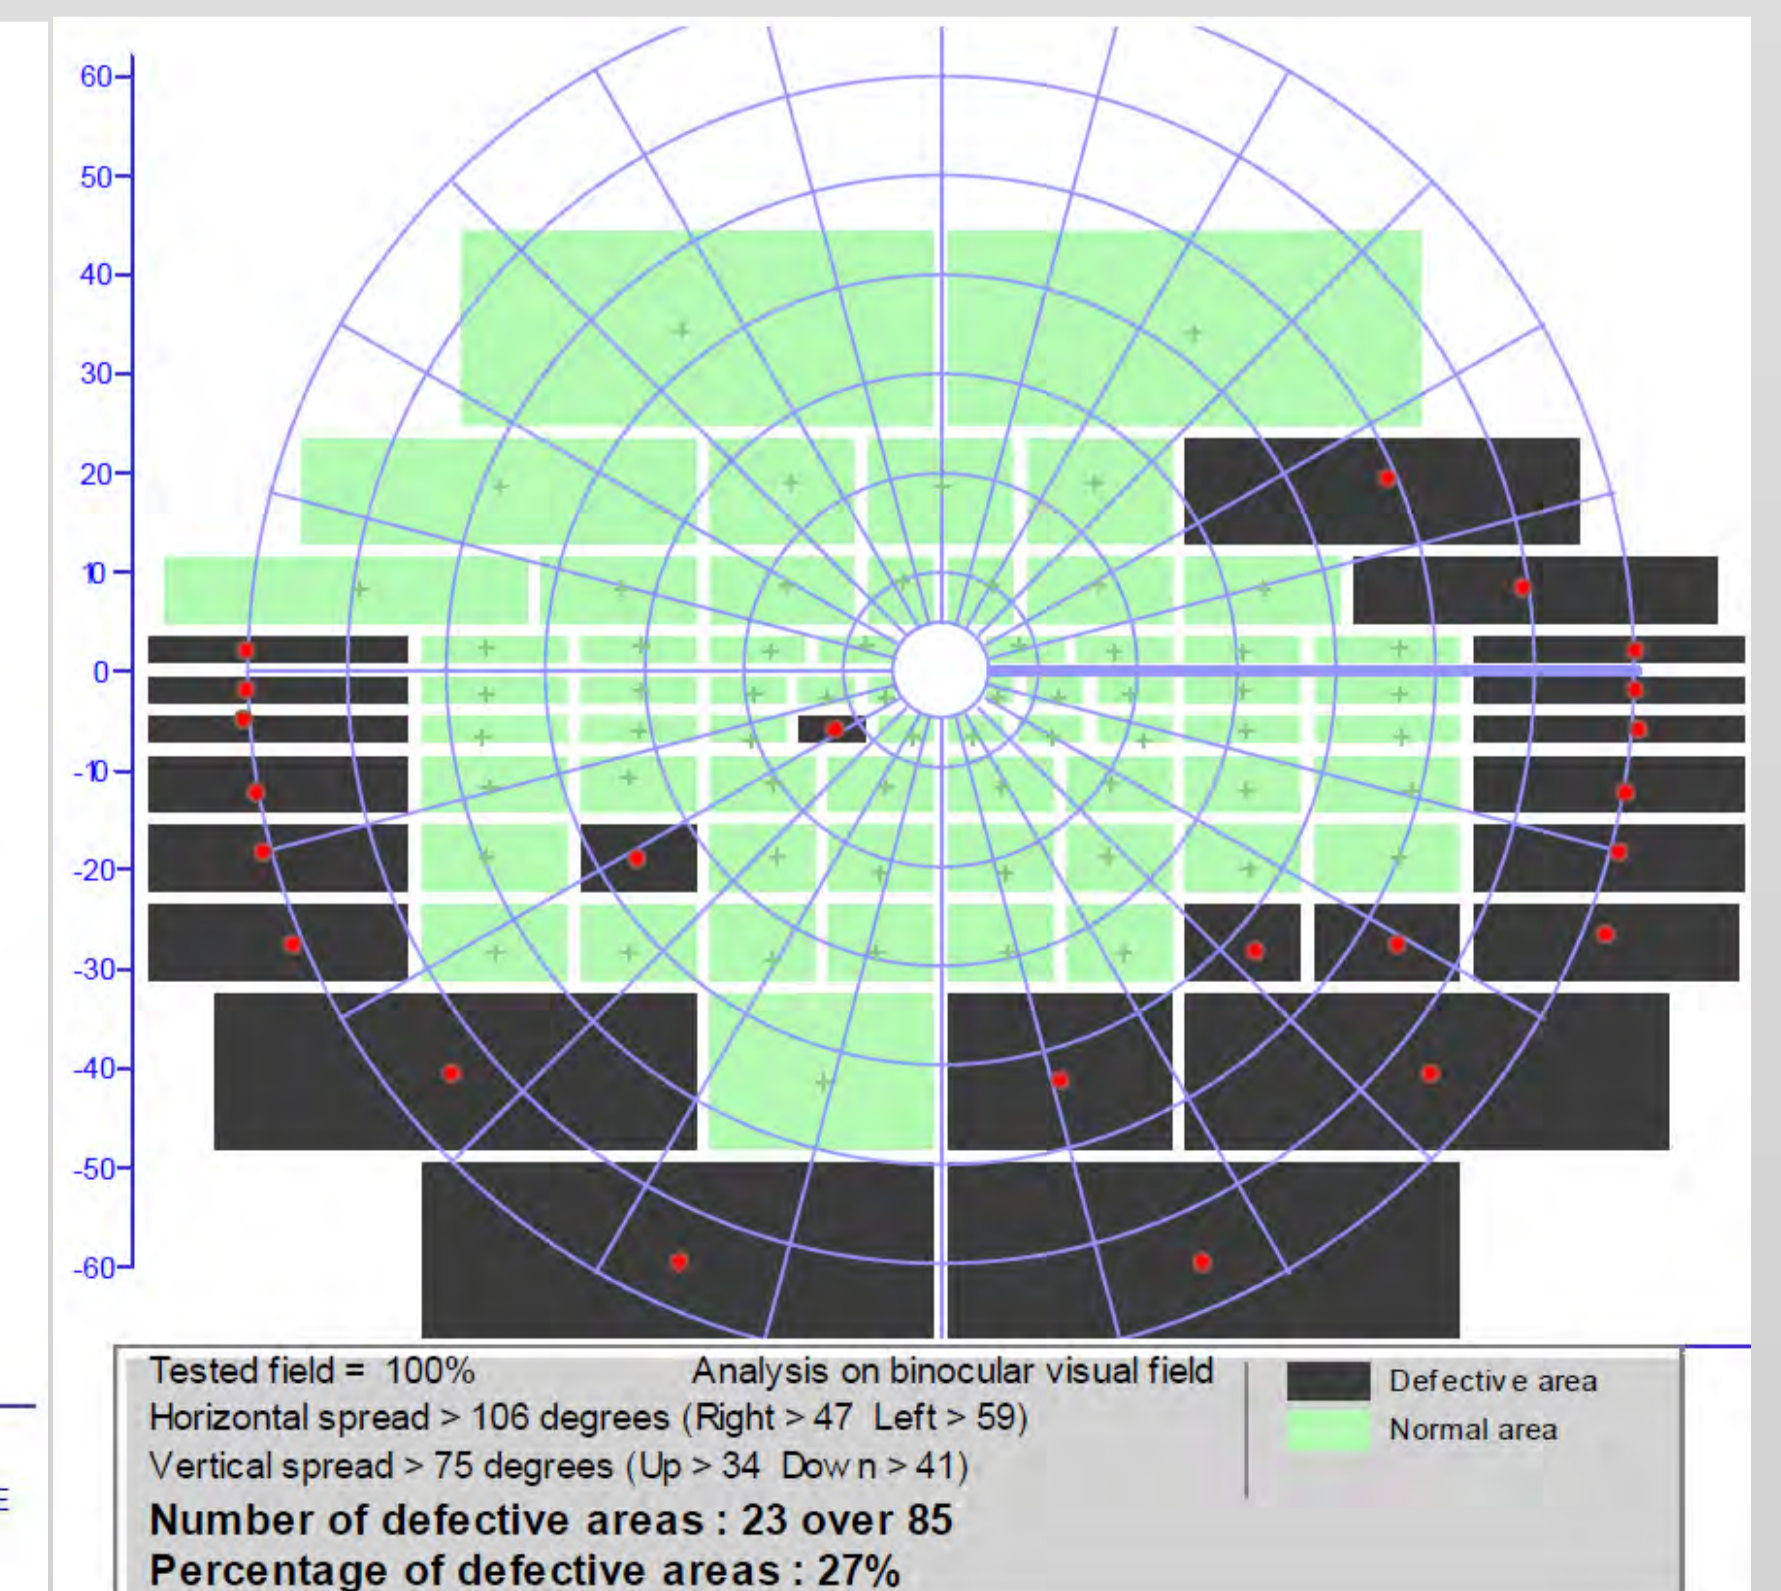 60
50
40
30
20
10
0
-10
-20
-30
-40
-50
-60
Tested field = 100% Analysis on binocular visual field
Defective area
Horizontal spread > 106 degrees (Right > 47 Left > 59)
Normal area
Vertical spread > 75 degrees (Up > 34 Down > 41)
E
Number of defective areas : 23 over 85
Percentage of defective areas : 27%